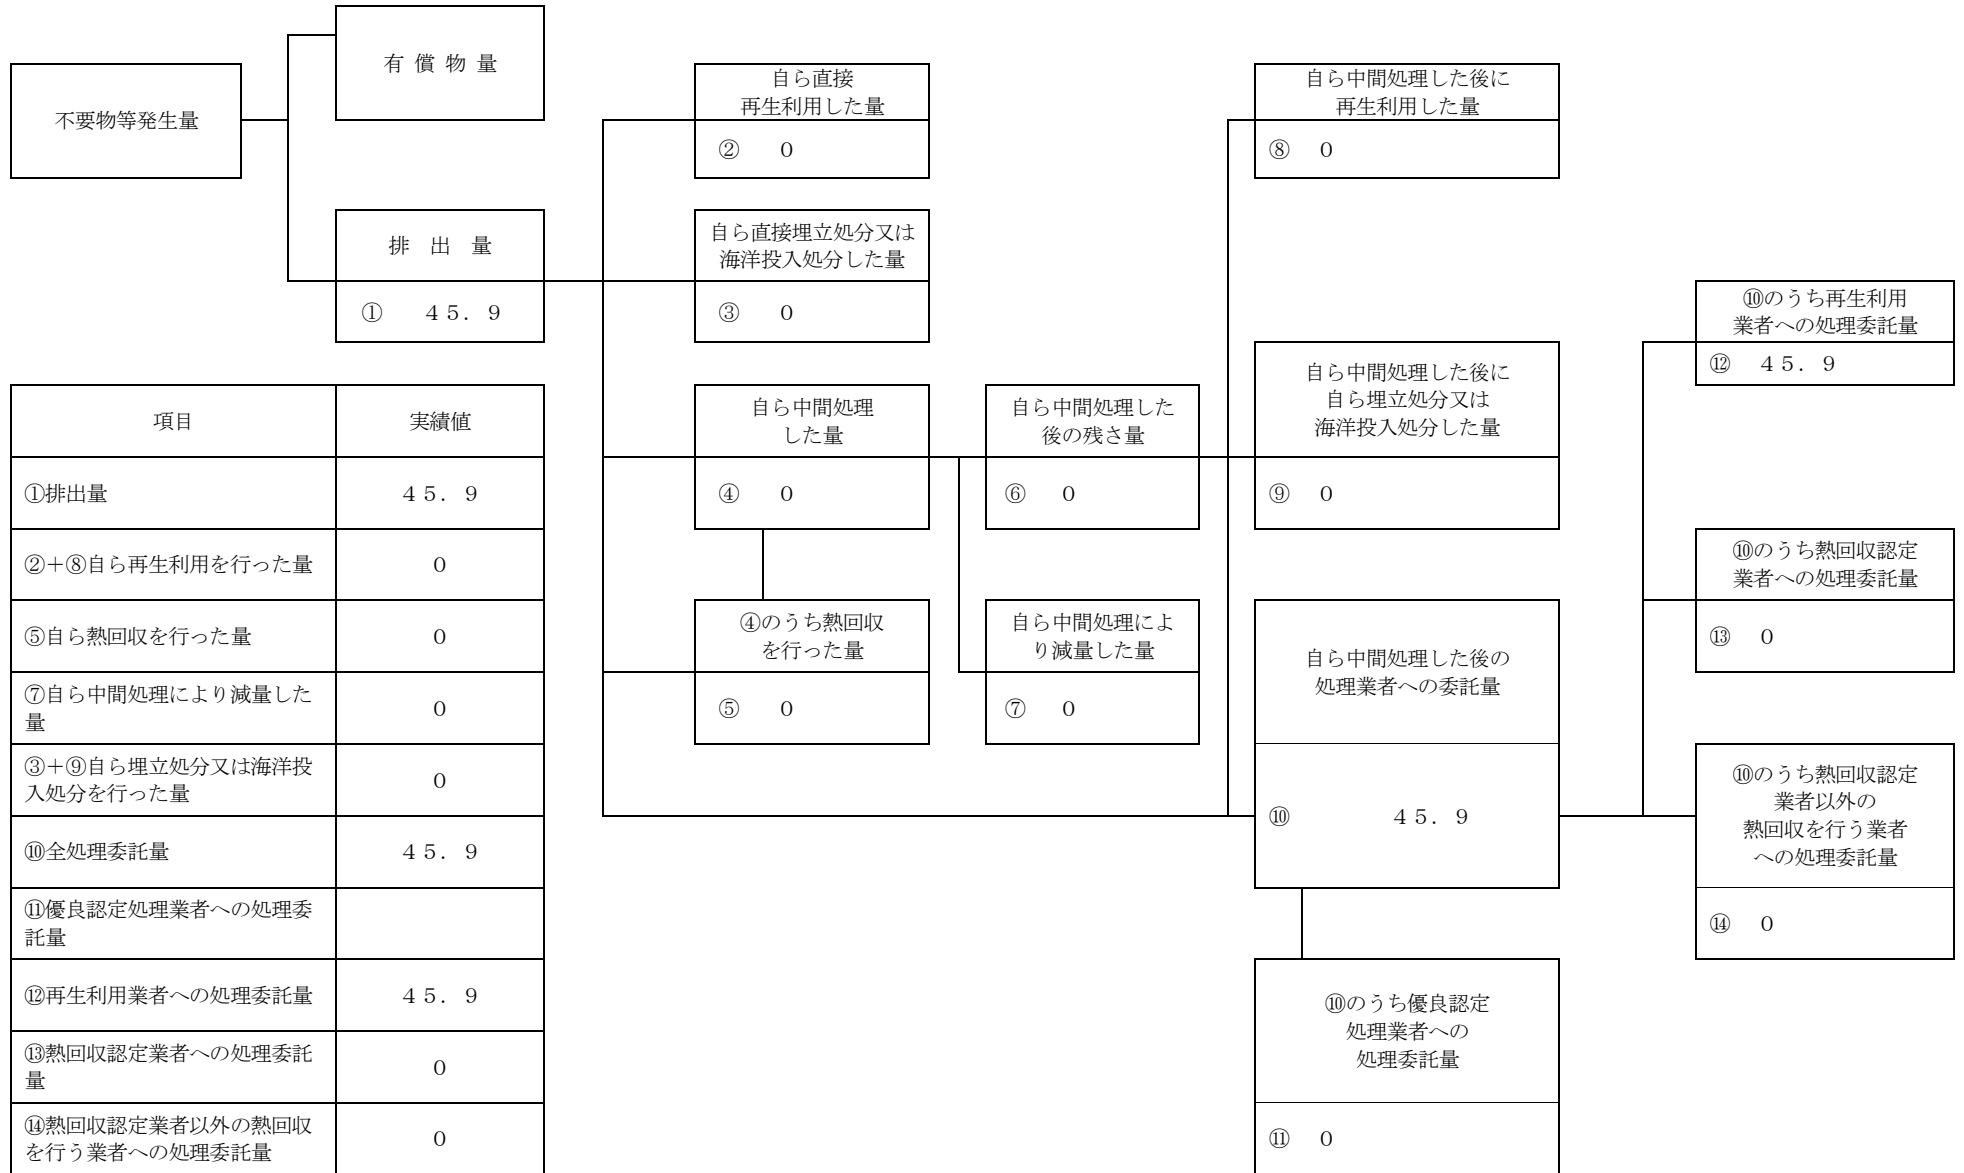 有 償 物 量
不要物等発生量
排 出 量
① ４５．９
自ら直接
再生利用した量
② ０
自ら直接埋立処分又は
海洋投入処分した量
③ ０
自ら中間処理
した量
④ ０
④のうち熱回収
を行った量
⑤ ０
自ら中間処理した
後の残さ量
⑥ ０
自ら中間処理によ
り減量した量
⑦ ０
自ら中間処理した後に
再生利用した量
⑧ ０
自ら中間処理した後に
自ら埋立処分又は
海洋投入処分した量
⑨ ０
自ら中間処理した後の
処理業者への委託量
⑩ ４５．９
⑩のうち優良認定
処理業者への
処理委託量
⑪ ０
⑩のうち再生利用
業者への処理委託量
⑫ ４５．９
⑩のうち熱回収認定
業者への処理委託量
⑬ ０
⑩のうち熱回収認定
業者以外の
熱回収を行う業者
への処理委託量
⑭ ０
項目 実績値
①排出量 ４５．９
②＋⑧自ら再生利用を行った量 ０
⑤自ら熱回収を行った量 ０
⑦自ら中間処理により減量した
量 ０
③＋⑨自ら埋立処分又は海洋投
入処分を行った量 ０
⑩全処理委託量 ４５．９
⑪優良認定処理業者への処理委
託量
⑫再生利用業者への処理委託量 ４５．９
⑬熱回収認定業者への処理委託
量 ０
⑭熱回収認定業者以外の熱回収
を行う業者への処理委託量 ０